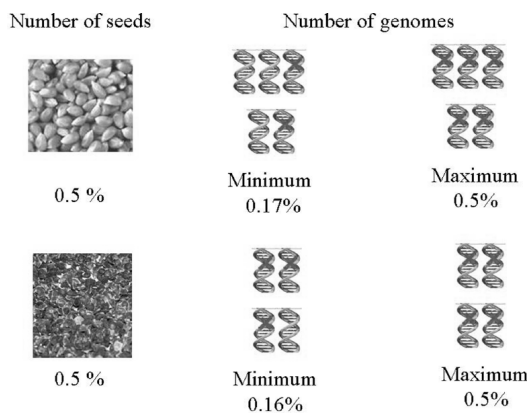 Number of seeds
Number of genomes
0.5 %
Minimum
0.17%
Maximum
0.5%
0.5 %
Minimum
0.16%
Maximum
0.5%